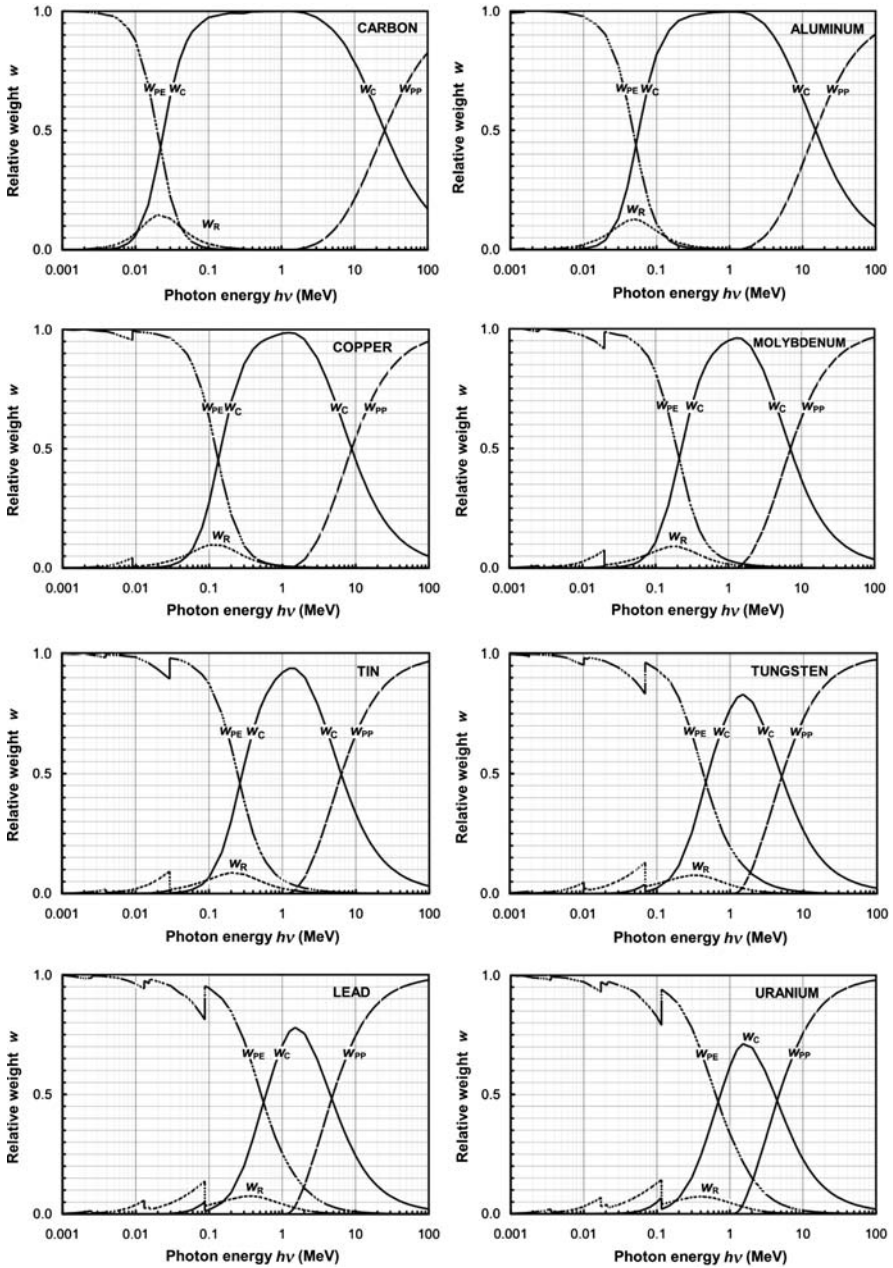 CARBON
Relative weight w
1.0
0.5
0.0
wPE
wC
wC
wPP
wR
0.001
0.01
0.1
1
10
100
Photon energy hν (MeV)
ALUMINUM
Relative weight w
1.0
0.5
0.0
wPE
wC
wC
wPP
wR
0.001
0.01
0.1
1
10
100
Photon energy hν (MeV)
COPPER
Relative weight w
1.0
0.5
0.0
wPE
wC
wC
wPP
wR
0.001
0.01
0.1
1
10
100
Photon energy hν (MeV)
MOLYBDENUM
Relative weight w
1.0
0.5
0.0
wPE
wC
wC
wPP
wR
0.001
0.01
0.1
1
10
100
Photon energy hν (MeV)
TIN
Relative weight w
1.0
0.5
0.0
wPE
wC
wC
wPP
wR
0.001
0.01
0.1
1
10
100
Photon energy hν (MeV)
TUNGSTEN
Relative weight w
1.0
0.5
0.0
wPE
wC
wC
wPP
wR
0.001
0.01
0.1
1
10
100
Photon energy hν (MeV)
LEAD
Relative weight w
1.0
0.5
0.0
wPE
wC
wPP
wR
0.001
0.01
0.1
1
10
100
Photon energy hν (MeV)
URANIUM
Relative weight w
1.0
0.5
0.0
wPE
wC
wPP
wR
0.001
0.01
0.1
1
10
100
Photon energy hν (MeV)